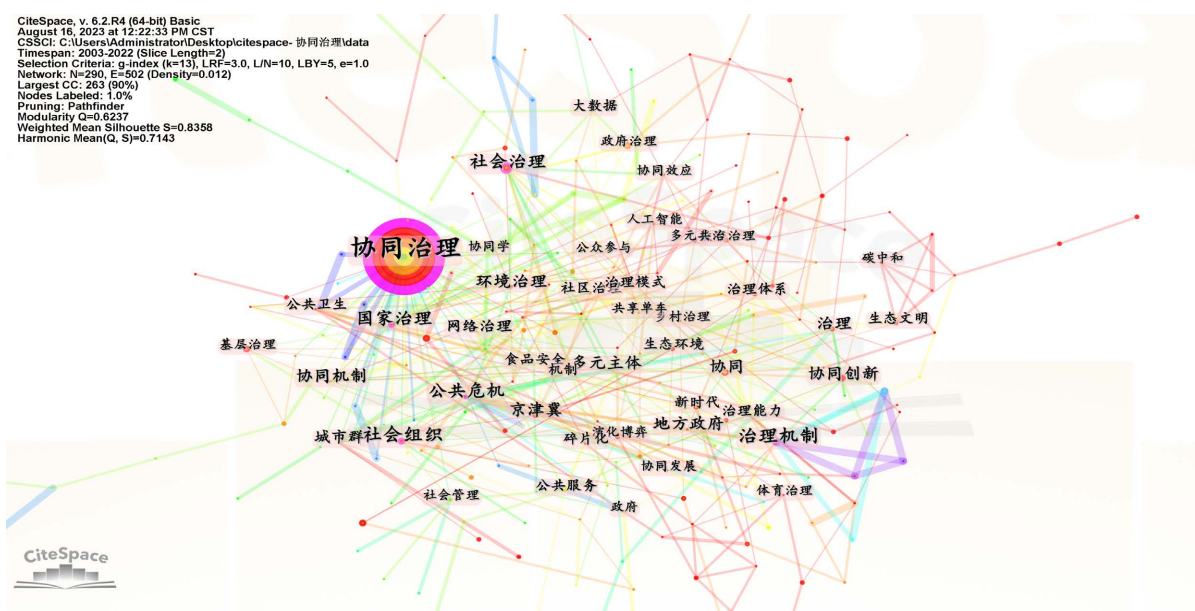 CiteSpace, v. 6.2.R4 (64-bit) Basic
August 16, 2023 at 12:22:33 PM CST
CSSCI: C:\Users\Administrator\Desktop\citespace- 协同治理\data
Timespan: 2003-2022 (Slice Length=2)
Selection Criteria: g-index (k=13), LRF=3.0, L/N=10, LBY=5, e=1.0
Network: N=290, E=502 (Density=0.012)
Largest CC: 263 (90%)
Nodes Labeled: 1.0%
Pruning: Pathfinder
Modularity Q=0.6237
Weighted Mean Silhouette S=0.8358
Harmonic Mean(Q, S)=0.7143
大数据
政府治理
社会治理
协同效应
人工智能
多元共治治理
协同治理
协同学
公众参与
碳中和
环境治理
社区治理
治理模式
治理体系
公共卫生
共享单车
乡村治理
国家治理
网络治理
治理
生态文明
基层治理
生态环境
食品安全
机制
多元主体
协同
协同创新
协同机制
公共危机
新时代
京津冀
治理能力
地方政府
城市群
社会组织
碎片化
演化博弈
治理机制
协同发展
社会管理
公共服务
体育治理
政府
CiteSpace